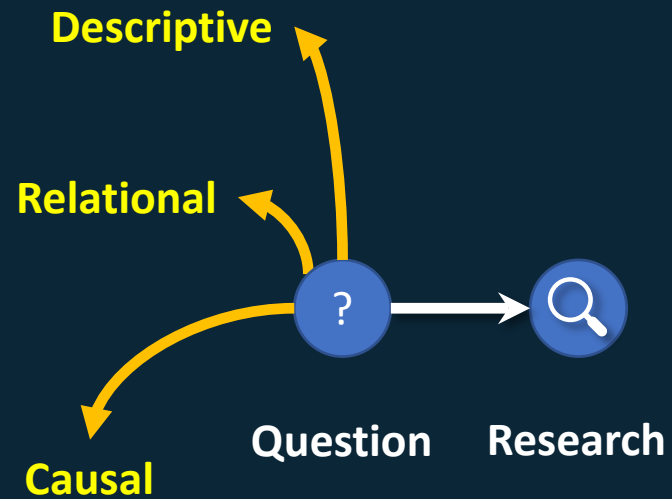 Descriptive
Relational
?
Question
Research
Causal